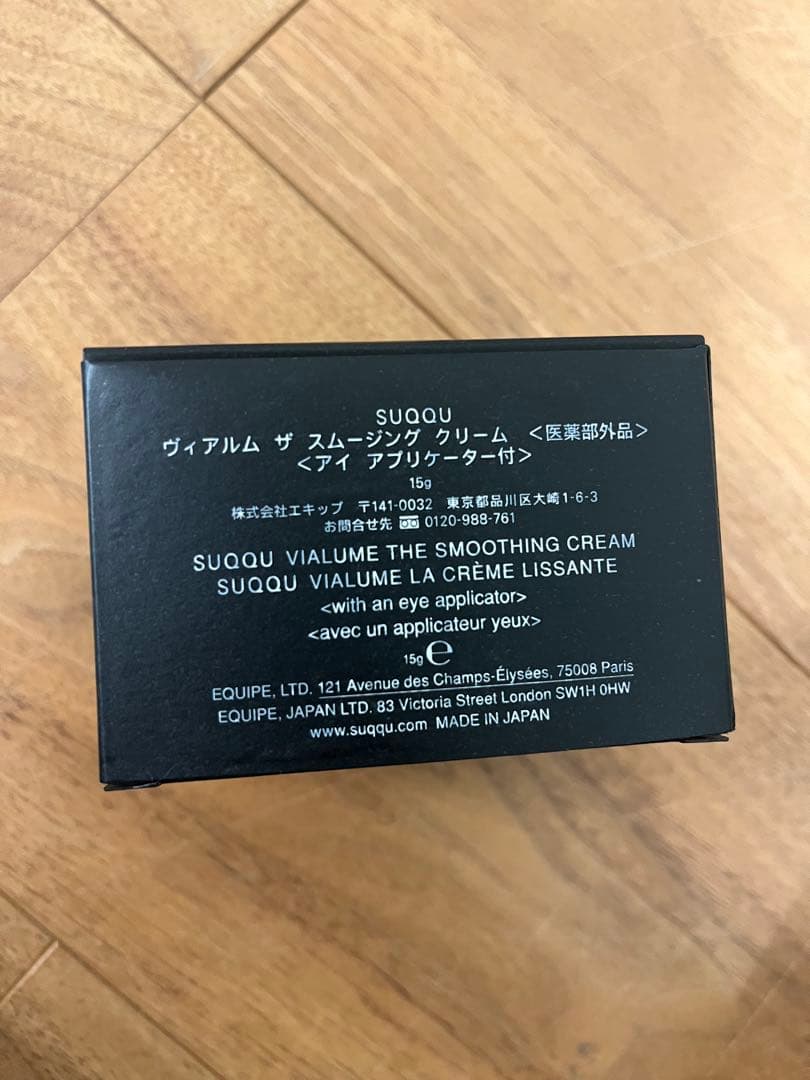 SUQQU
ヴィアルム ザ スムージング クリーム <医薬部外品>
<アイ アプリケーター付>
15g
株式会社エキップ 〒141-0032 東京都品川区大崎1-6-3
お問合せ先 0120-988-761
SUQQU VIALUME THE SMOOTHING CREAM
SUQQU VIALUME LA CRÈME LISSANTE
<with an eye applicator>
<avec un applicateur yeux>
15g ℮
EQUIPE, LTD. 121 Avenue des Champs-Élysées, 75008 Paris
EQUIPE, JAPAN LTD. 83 Victoria Street London SW1H 0HW
www.suqqu.com MADE IN JAPAN